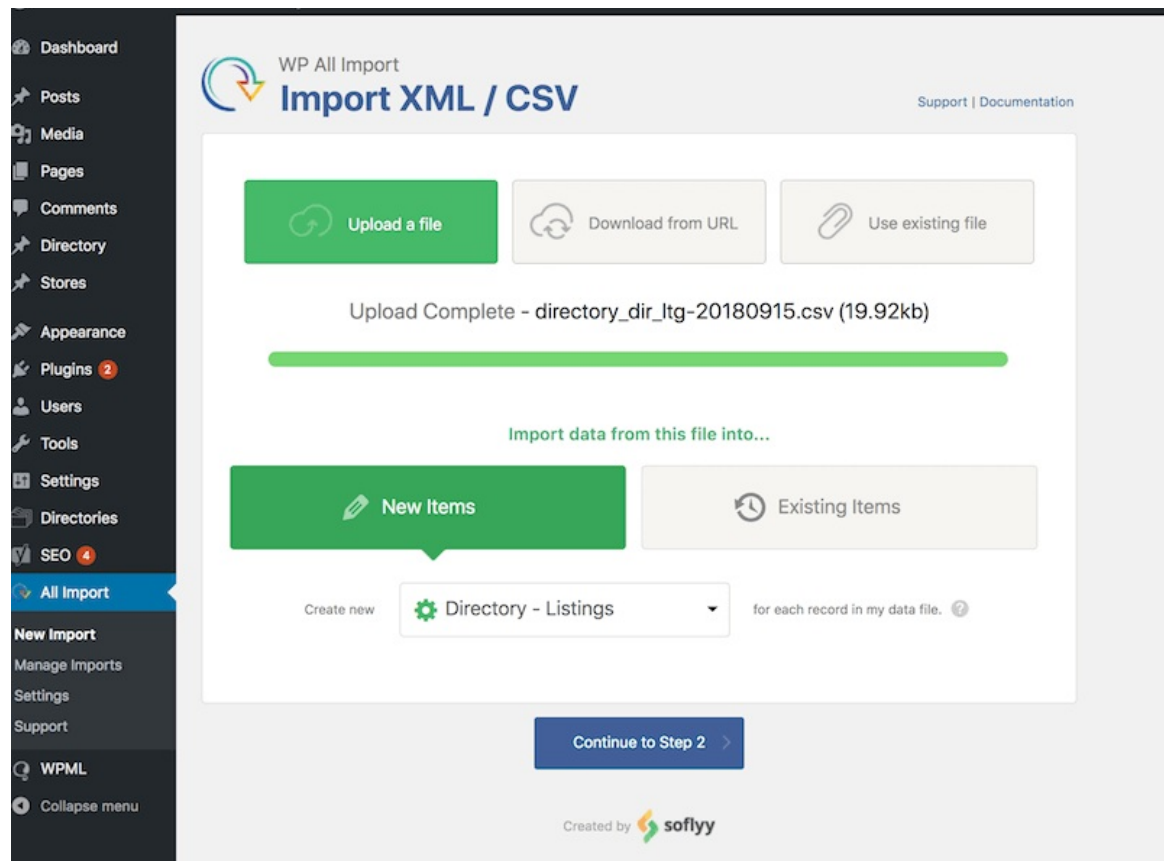 Dashboard
Posts
Media
Pages
Comments
Directory
Stores
Appearance
Plugins 2
Users
Tools
Settings
Directories
SEO 4
All Import
New Import
Manage Imports
Settings
Support
WPML
Collapse menu
WP All Import
Import XML / CSV
Support | Documentation
Upload a file
Download from URL
Use existing file
Upload Complete - directory_dir_ltg-20180915.csv (19.92kb)
Import data from this file into...
New Items
Existing Items
Create new Directory - Listings for each record in my data file. ?
Continue to Step 2
Created by soflyy